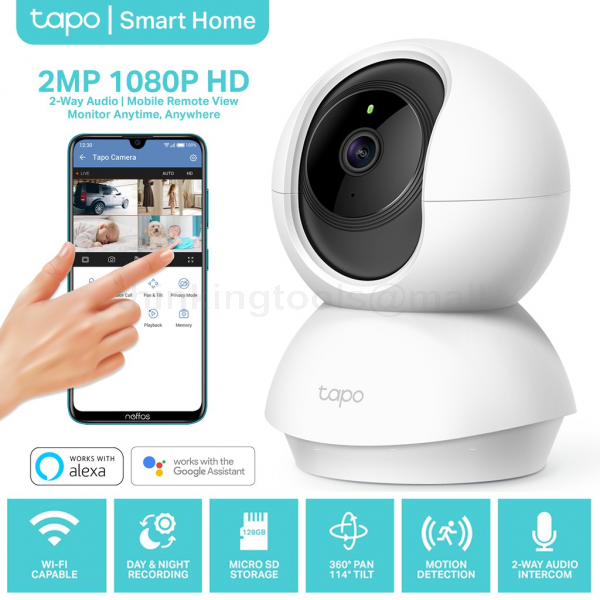 tapo | Smart Home
2MP 1080P HD
2-Way Audio | Mobile Remote View
Monitor Anytime, Anywhere
12:30
100%
Tapo Camera
LIVE
AUTO HD
Call
Pan & Tilt
Privacy Mode
Playback
Memory
neffos
tapo
WORKS WITH
alexa
works with the
Google Assistant
128GB
WI-FI
CAPABLE
DAY & NIGHT
RECORDING
MICRO SD
STORAGE
360° PAN
114° TILT
MOTION
DETECTION
2-WAY AUDIO
INTERCOM